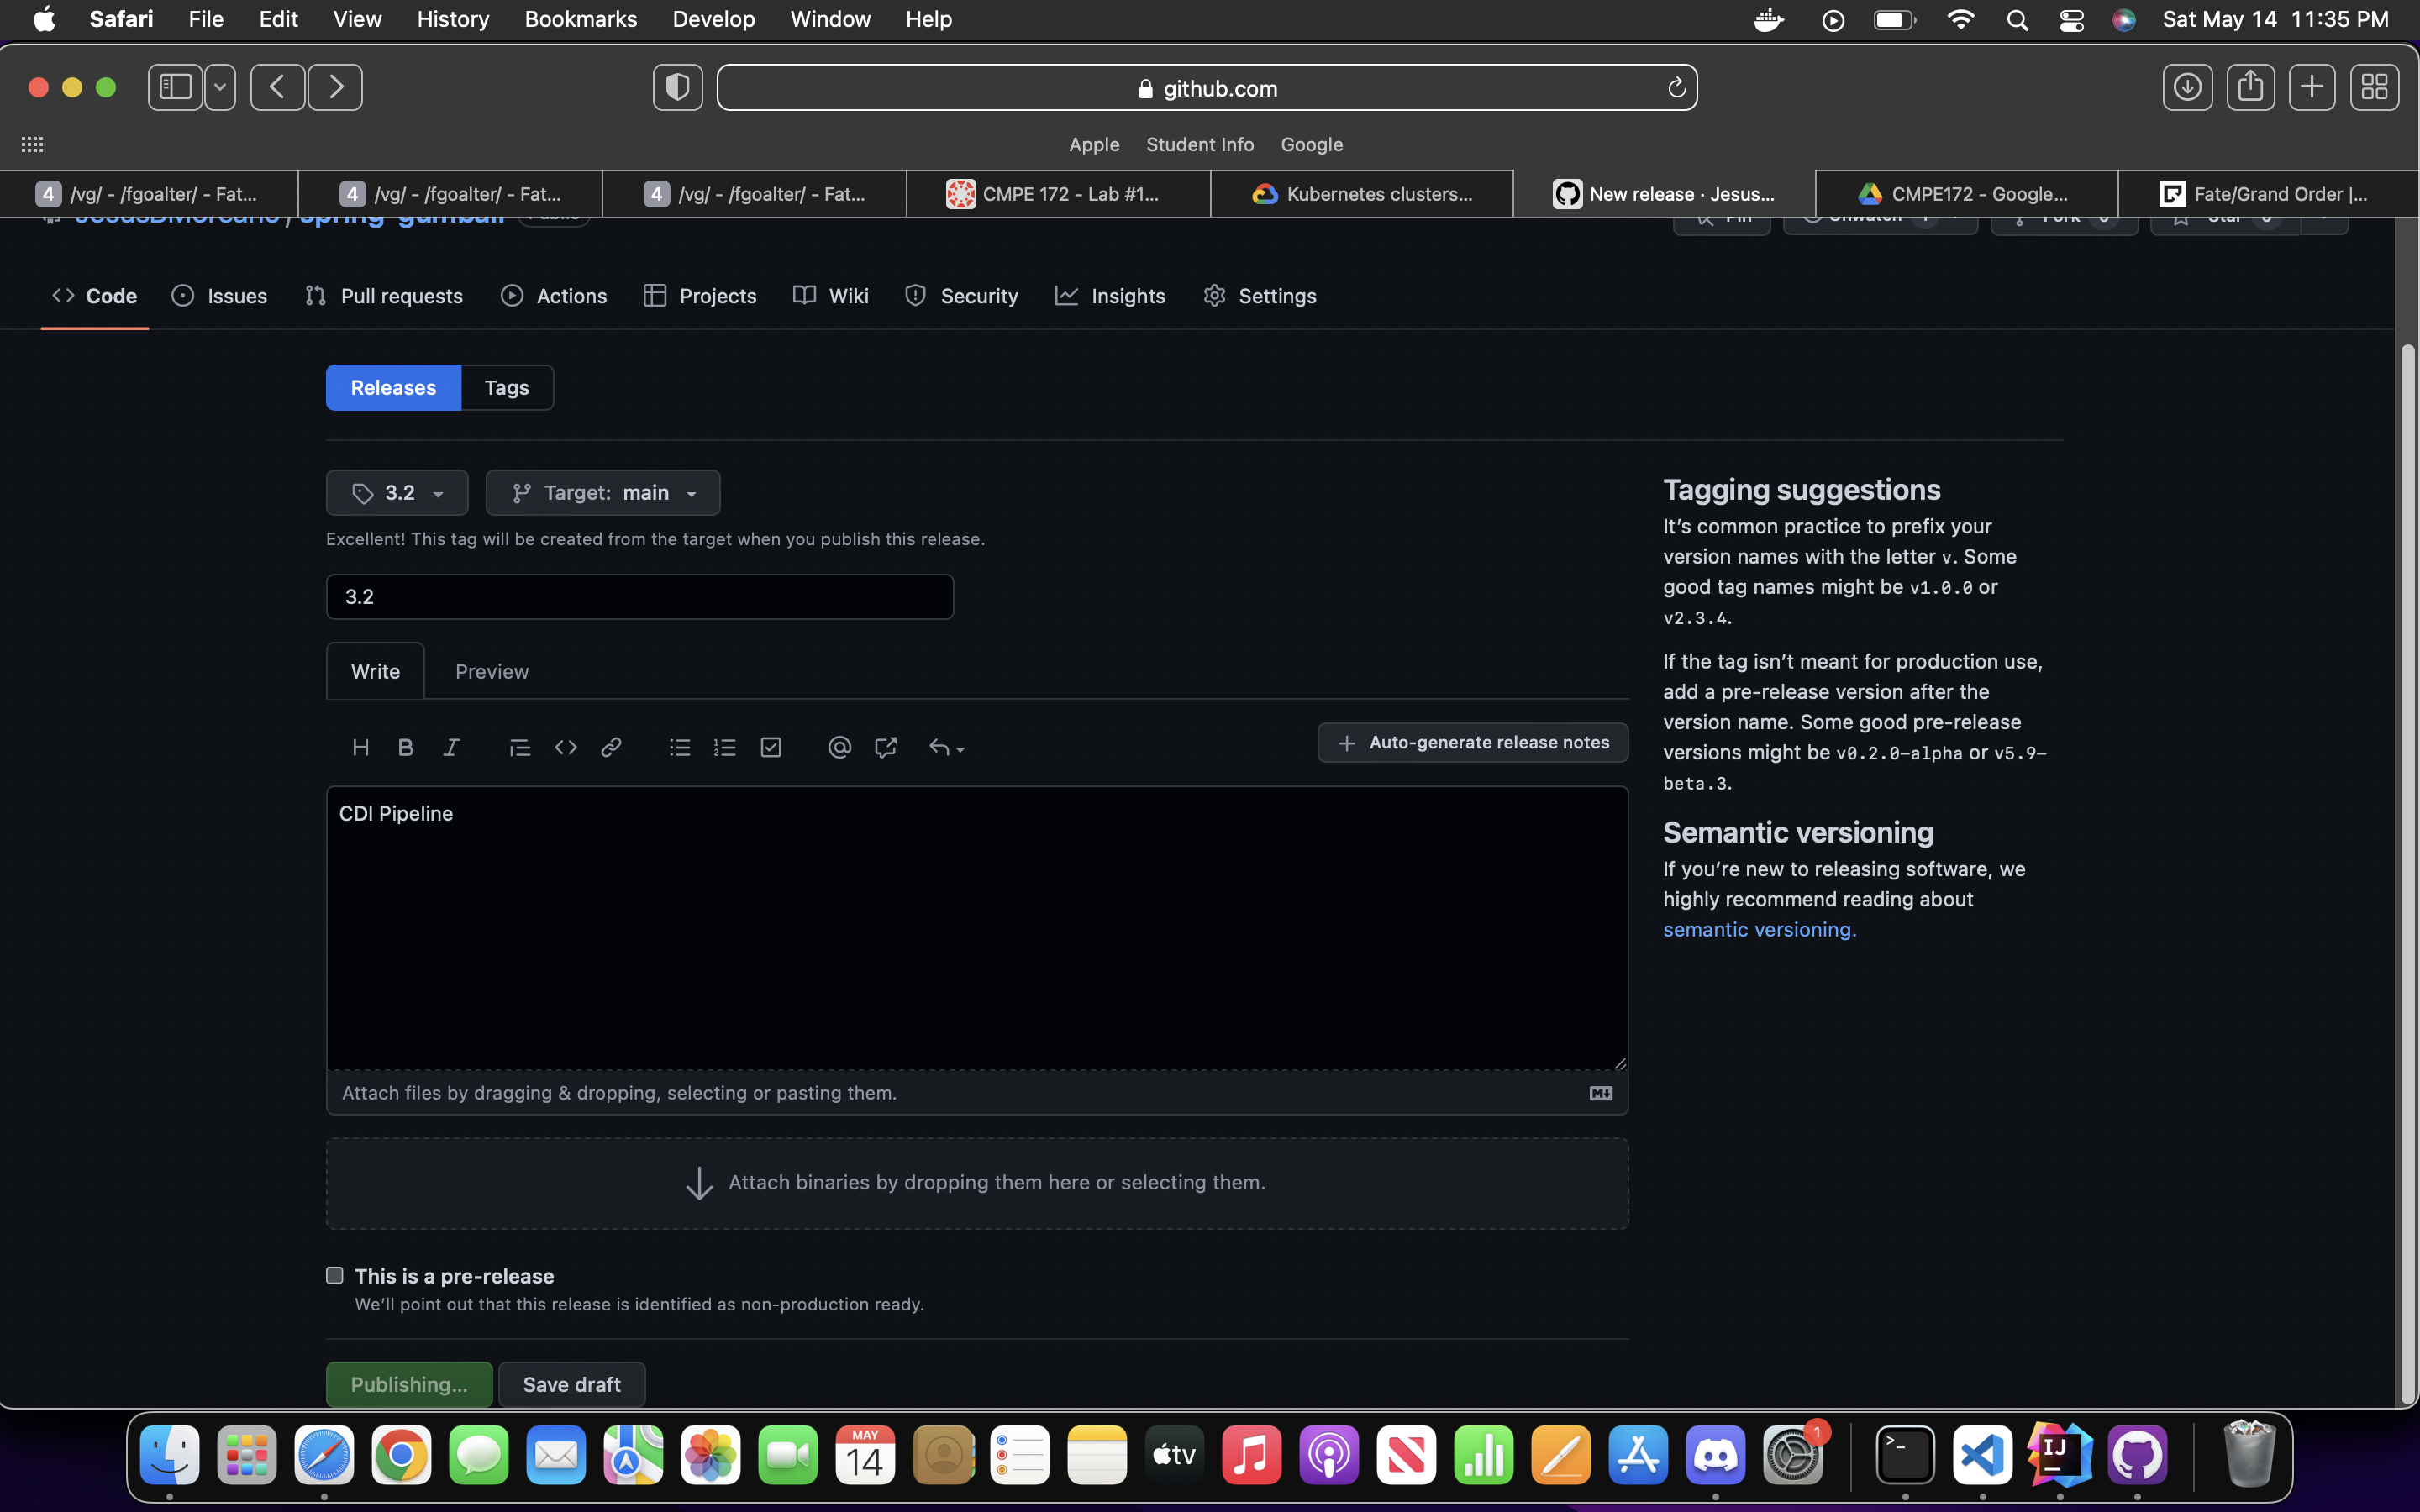 Safari File Edit View History Bookmarks Develop Window Help Sat May 14 11:35 PM
github.com
Apple Student Info Google
4 /vg/ - /fgoalter/ - Fat... 4 /vg/ - /fgoalter/ - Fat... 4 /vg/ - /fgoalter/ - Fat... CMPE 172 - Lab #1... Kubernetes clusters... New release · Jesus... CMPE172 - Google... Fate/Grand Order |...
spring-gumball
Code Issues Pull requests Actions Projects Wiki Security Insights Settings
Releases Tags
3.2 Target: main
Excellent! This tag will be created from the target when you publish this release.
3.2
Write Preview
H B I
Auto-generate release notes
CDI Pipeline
Attach files by dragging & dropping, selecting or pasting them.
Attach binaries by dropping them here or selecting them.
This is a pre-release
We'll point out that this release is identified as non-production ready.
Publishing... Save draft
Tagging suggestions
It's common practice to prefix your
version names with the letter v. Some
good tag names might be v1.0.0 or
v2.3.4.
If the tag isn't meant for production use,
add a pre-release version after the
version name. Some good pre-release
versions might be v0.2.0-alpha or v5.9-
beta.3.
Semantic versioning
If you're new to releasing software, we
highly recommend reading about
semantic versioning.
MAY
14
tv
1
>_
IJ